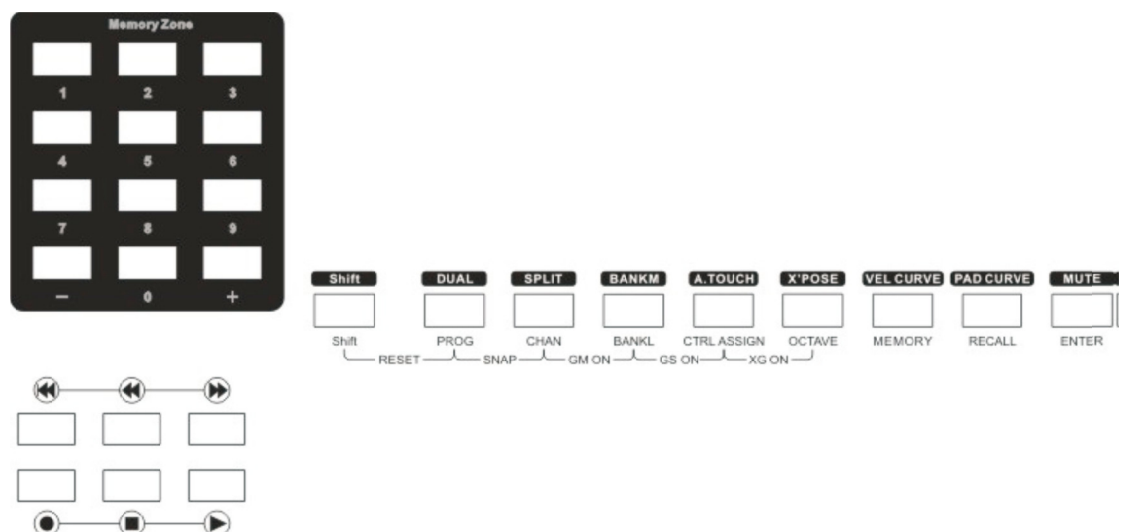 Memory Zone
1 2 3
4 5 6
7 8 9
– 0 +
Shift DUAL SPLIT BANKM A.TOUCH X'POSE VEL CURVE PAD CURVE MUTE
Shift PROG CHAN BANKL CTRL ASSIGN OCTAVE MEMORY RECALL ENTER
RESET SNAP GM ON GS ON XG ON